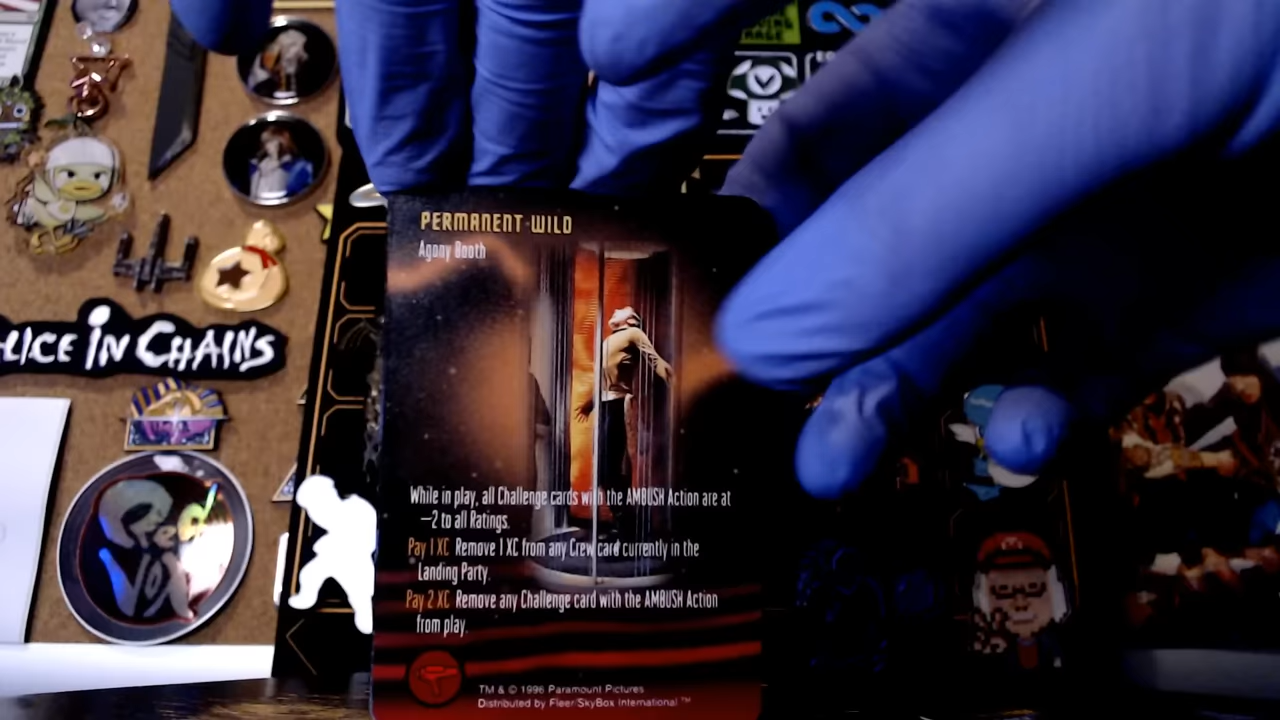 PERMANENT WILD
Agony Booth
While in play, all Challenge cards with the AMBUSH Action are at
–2 to all Ratings.
Pay 1 XC Remove 1 XC from any Crew card currently in the
Landing Party.
Pay 2 XC Remove any Challenge card with the AMBUSH Action
from play.
TM & © 1996 Paramount Pictures
Distributed by Fleer/SkyBox International ™
LICE IN CHAINS
RAGE